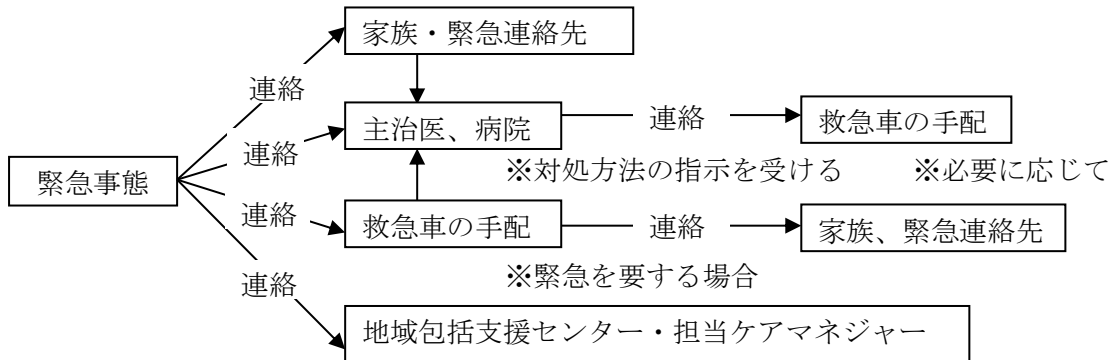 家族・緊急連絡先
連絡
主治医、病院
連絡
救急車の手配
連絡
※対処方法の指示を受ける
※必要に応じて
緊急事態
連絡
救急車の手配
連絡
家族、緊急連絡先
※緊急を要する場合
連絡
地域包括支援センター・担当ケアマネジャー